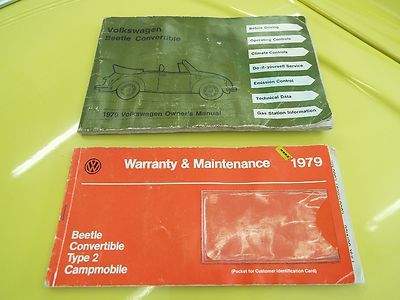 Volkswagen
Beetle Convertible
Before Driving
Operating Controls
Climate Controls
Do-it-yourself Service
Emission Control
Technical Data
Gas Station Information
1979 Volkswagen Owner's Manual
Warranty & Maintenance 1979
Beetle
Convertible
Type 2
Campmobile
(Pocket for Customer Identification Card)